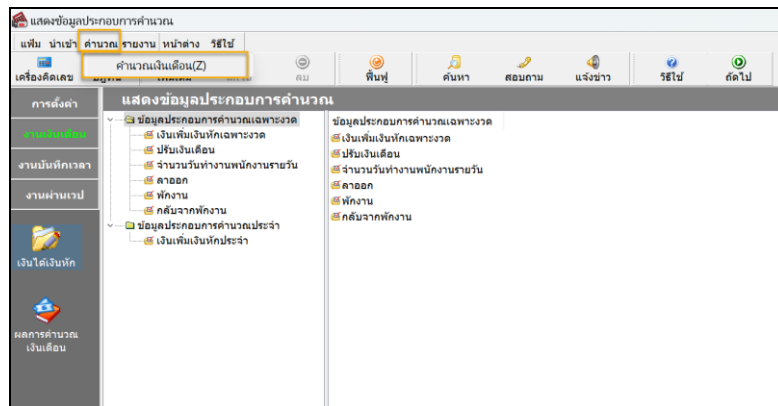 แสดงข้อมูลประกอบการคำนวณ
แฟ้ม นำเข้า คำนวณ รายงาน หน้าต่าง วิธีใช้
คำนวณเงินเดือน(Z)
เครื่องคิดเลข ลบ ฟื้นฟู ค้นหา สอบถาม แจ้งข่าว วิธีใช้ ถัดไป
การตั้งค่า
งานเงินเดือน
งานบันทึกเวลา
งานผ่านเวป
เงินได้เงินหัก
ผลการคำนวณ
เงินเดือน
แสดงข้อมูลประกอบการคำนวณ
ข้อมูลประกอบการคำนวณเฉพาะงวด
เงินเพิ่มเงินหักเฉพาะงวด
ปรับเงินเดือน
จำนวนวันทำงานพนักงานรายวัน
ลาออก
พักงาน
กลับจากพักงาน
ข้อมูลประกอบการคำนวณประจำ
เงินเพิ่มเงินหักประจำ
ข้อมูลประกอบการคำนวณเฉพาะงวด
เงินเพิ่มเงินหักเฉพาะงวด
ปรับเงินเดือน
จำนวนวันทำงานพนักงานรายวัน
ลาออก
พักงาน
กลับจากพักงาน